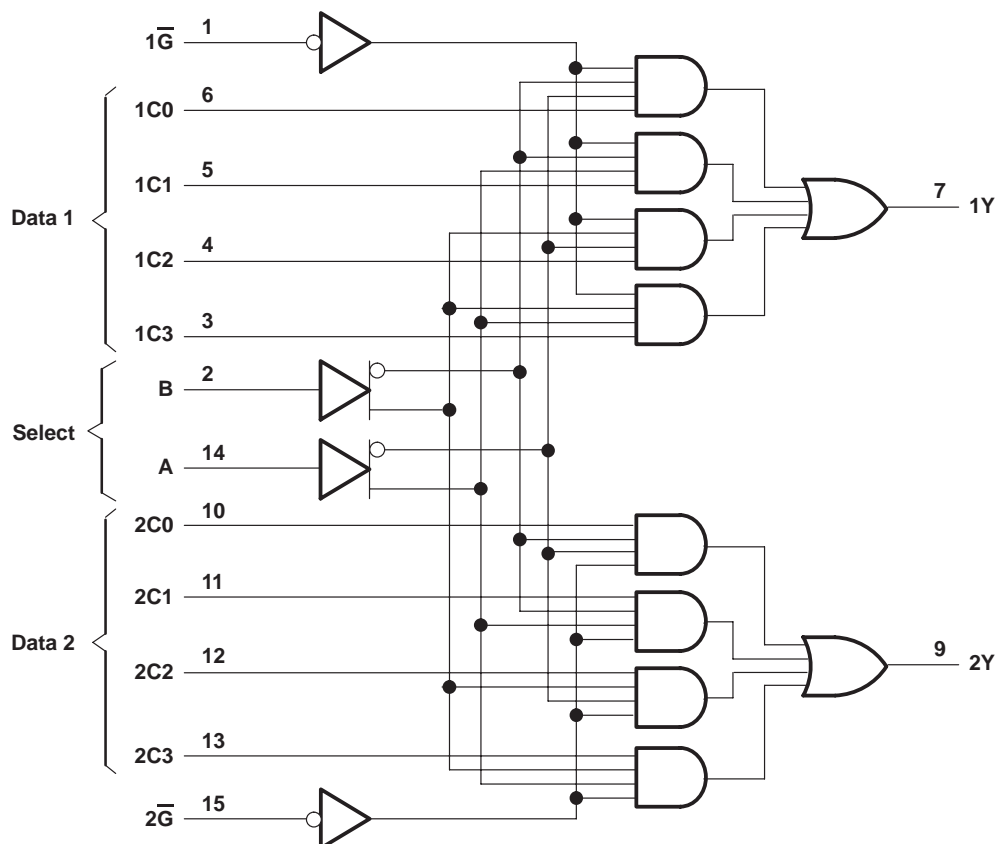 1G̅ 1
1C0 6
1C1 5
Data 1
7 1Y
1C2 4
1C3 3
B 2
Select
A 14
2C0 10
2C1 11
Data 2
9 2Y
2C2 12
2C3 13
2G̅ 15